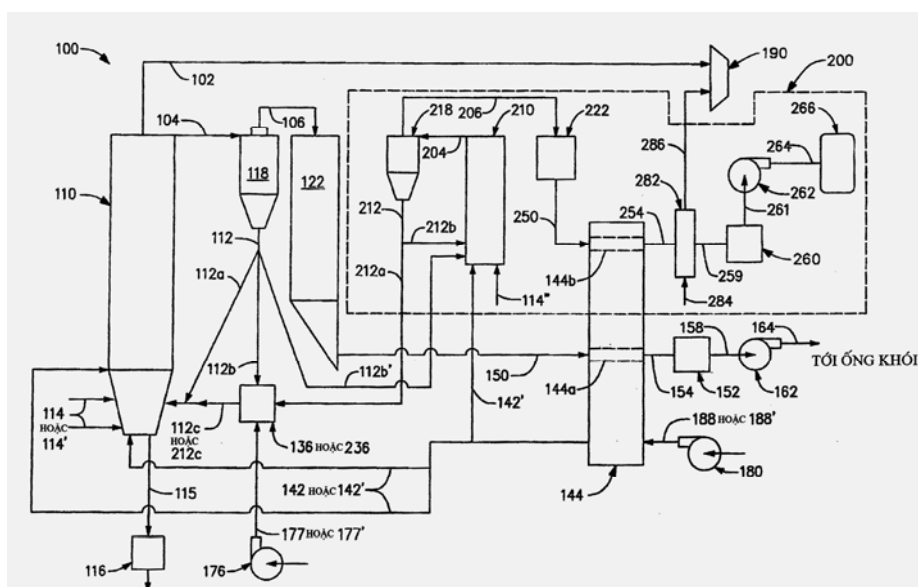 100
102
190
200
104
106
206
218
210
222
266
264
286
204
110
118
122
282
262
261
212
250
254
212b
112
112a
212a
144b
259
260
114"
284
158
164
TỚI ỐNG KHÓI
112b
112b'
150
144a
154
152
162
142'
114
HOẶC
114'
112c
HOẶC
212c
136 HOẶC 236
188 HOẶC 188'
180
115
142 HOẶC 142'
144
177 HOẶC 177'
116
176